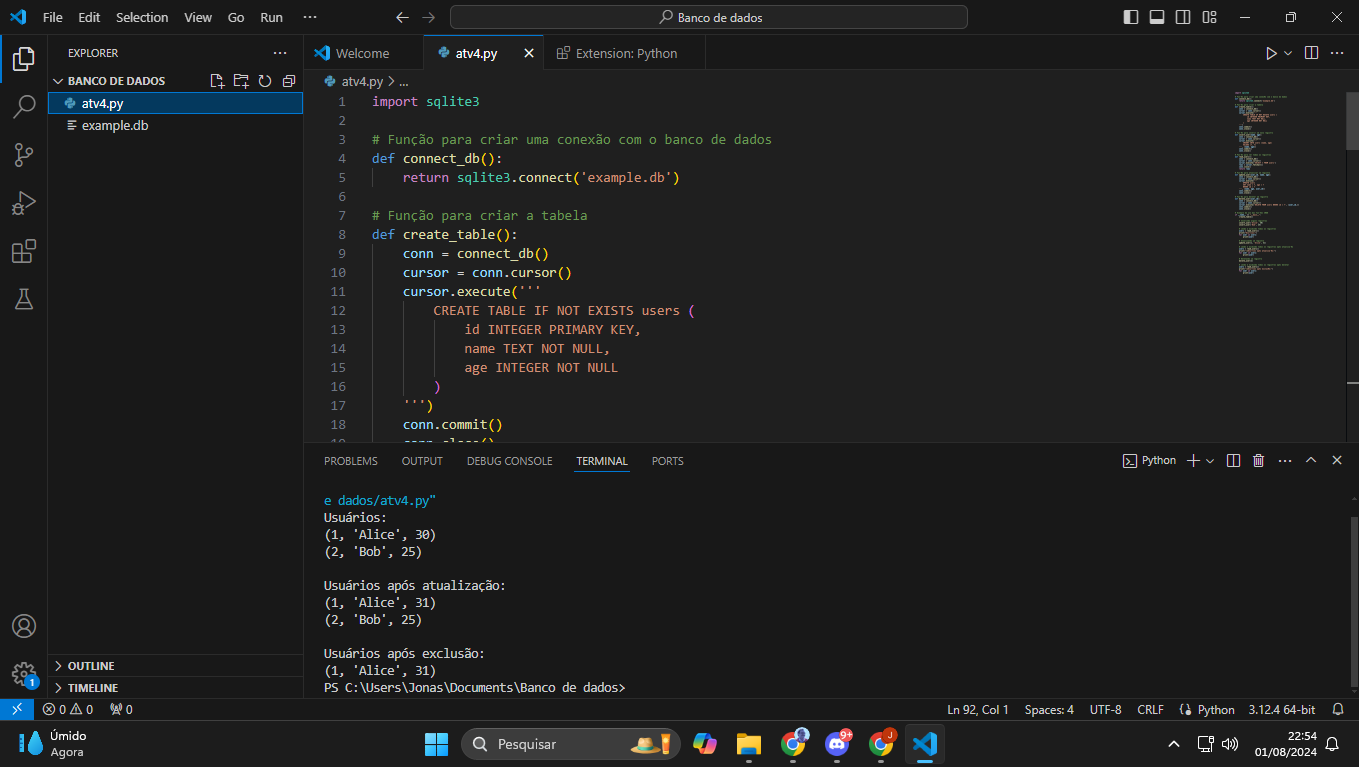 File Edit Selection View Go Run ··· Banco de dados
EXPLORER ···
BANCO DE DADOS
atv4.py
example.db
OUTLINE
TIMELINE
Welcome atv4.py Extension: Python
atv4.py > ...
1 import sqlite3
2
3 # Função para criar uma conexão com o banco de dados
4 def connect_db():
5 return sqlite3.connect('example.db')
6
7 # Função para criar a tabela
8 def create_table():
9 conn = connect_db()
10 cursor = conn.cursor()
11 cursor.execute('''
12 CREATE TABLE IF NOT EXISTS users (
13 id INTEGER PRIMARY KEY,
14 name TEXT NOT NULL,
15 age INTEGER NOT NULL
16 )
17 ''')
18 conn.commit()
19 conn.close()
PROBLEMS OUTPUT DEBUG CONSOLE TERMINAL PORTS Python
e dados/atv4.py"
Usuários:
(1, 'Alice', 30)
(2, 'Bob', 25)
Usuários após atualização:
(1, 'Alice', 31)
(2, 'Bob', 25)
Usuários após exclusão:
(1, 'Alice', 31)
PS C:\Users\Jonas\Documents\Banco de dados>
1
0 0 0 Ln 92, Col 1 Spaces: 4 UTF-8 CRLF Python 3.12.4 64-bit
Úmido
Agora
Pesquisar
9+
J
22:54
01/08/2024